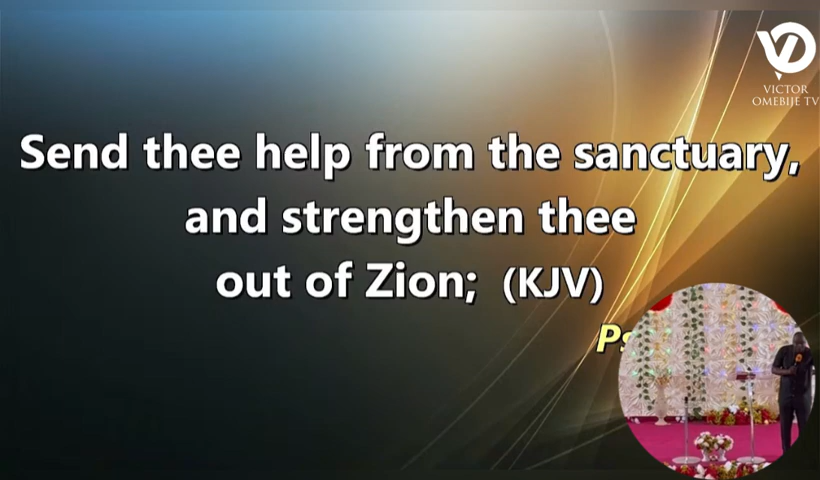 VICTOR
OMEBIJE TV
Send thee help from the sanctuary,
and strengthen thee
out of Zion; (KJV)